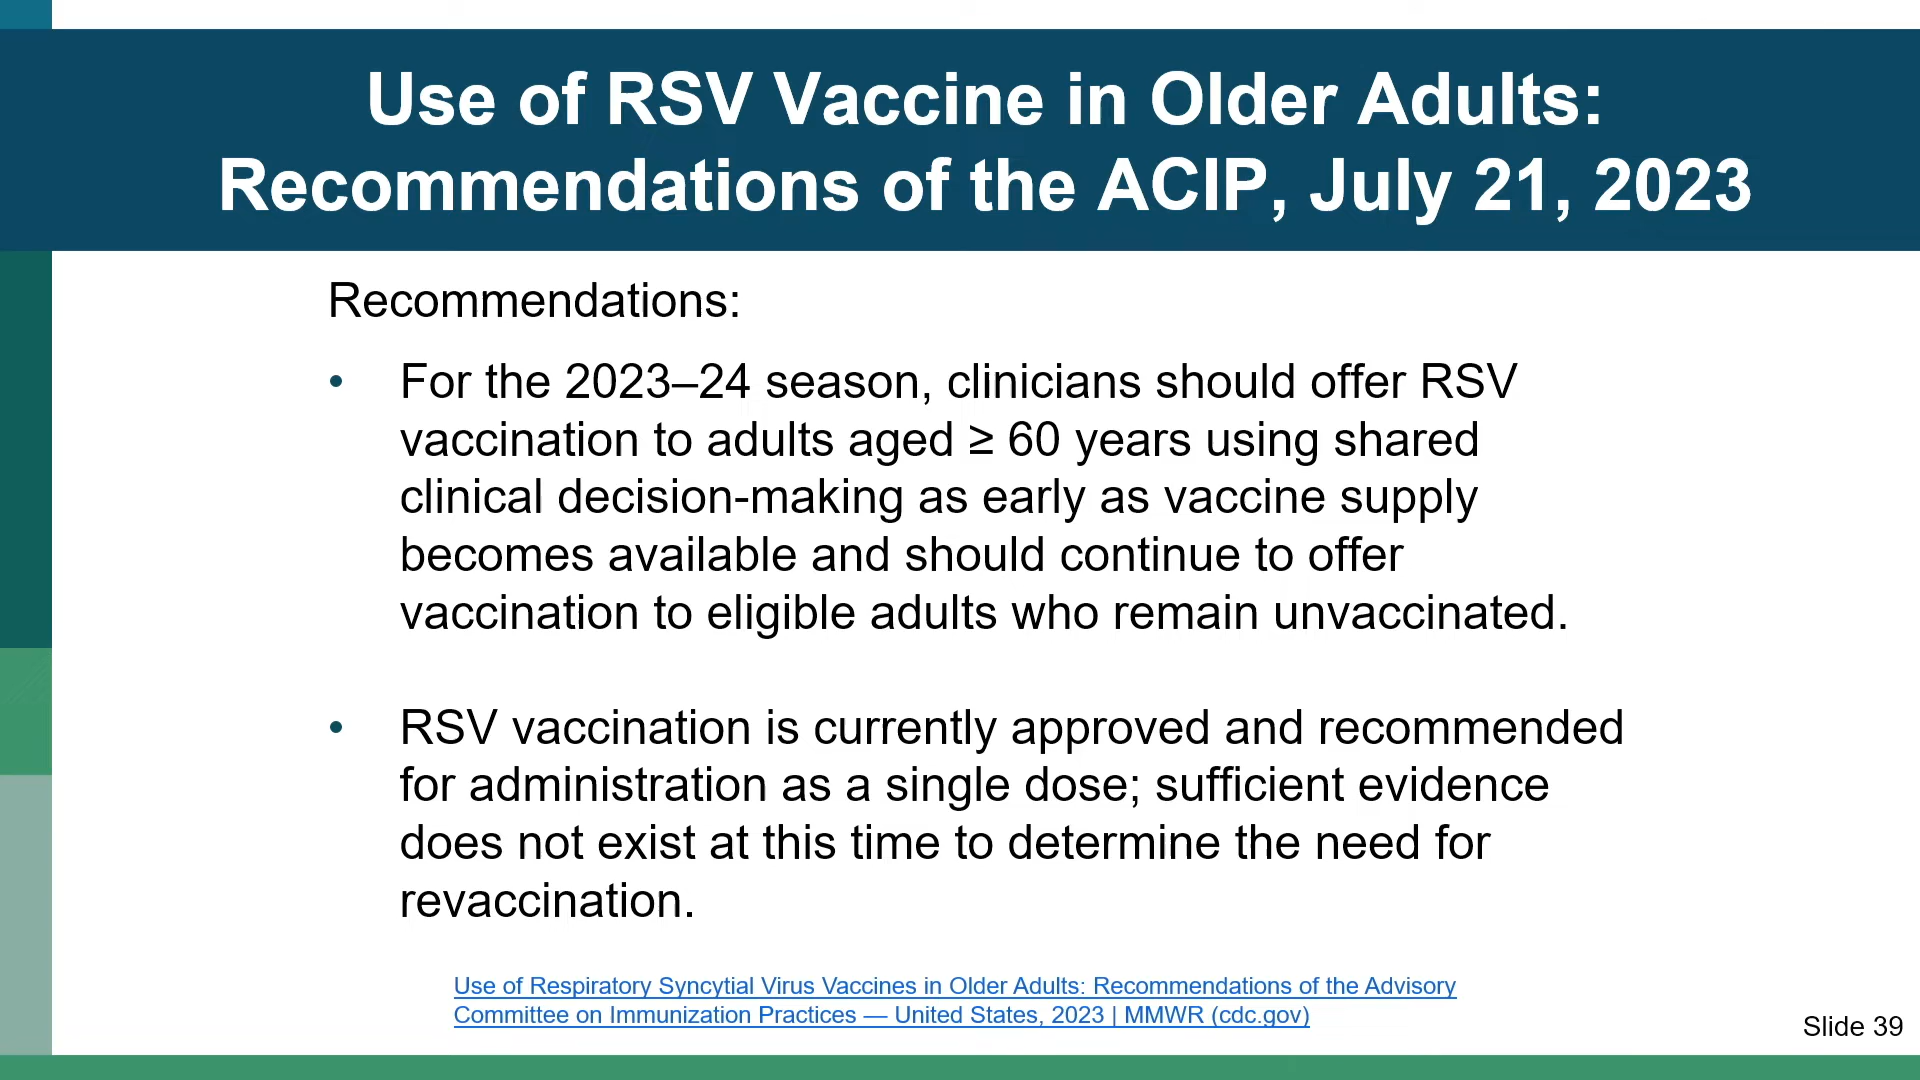 Use of RSV Vaccine in Older Adults:
Recommendations of the ACIP, July 21, 2023
Recommendations:
• For the 2023–24 season, clinicians should offer RSV
vaccination to adults aged ≥ 60 years using shared
clinical decision-making as early as vaccine supply
becomes available and should continue to offer
vaccination to eligible adults who remain unvaccinated.
• RSV vaccination is currently approved and recommended
for administration as a single dose; sufficient evidence
does not exist at this time to determine the need for
revaccination.
Use of Respiratory Syncytial Virus Vaccines in Older Adults: Recommendations of the Advisory
Committee on Immunization Practices — United States, 2023 | MMWR (cdc.gov)
Slide 39